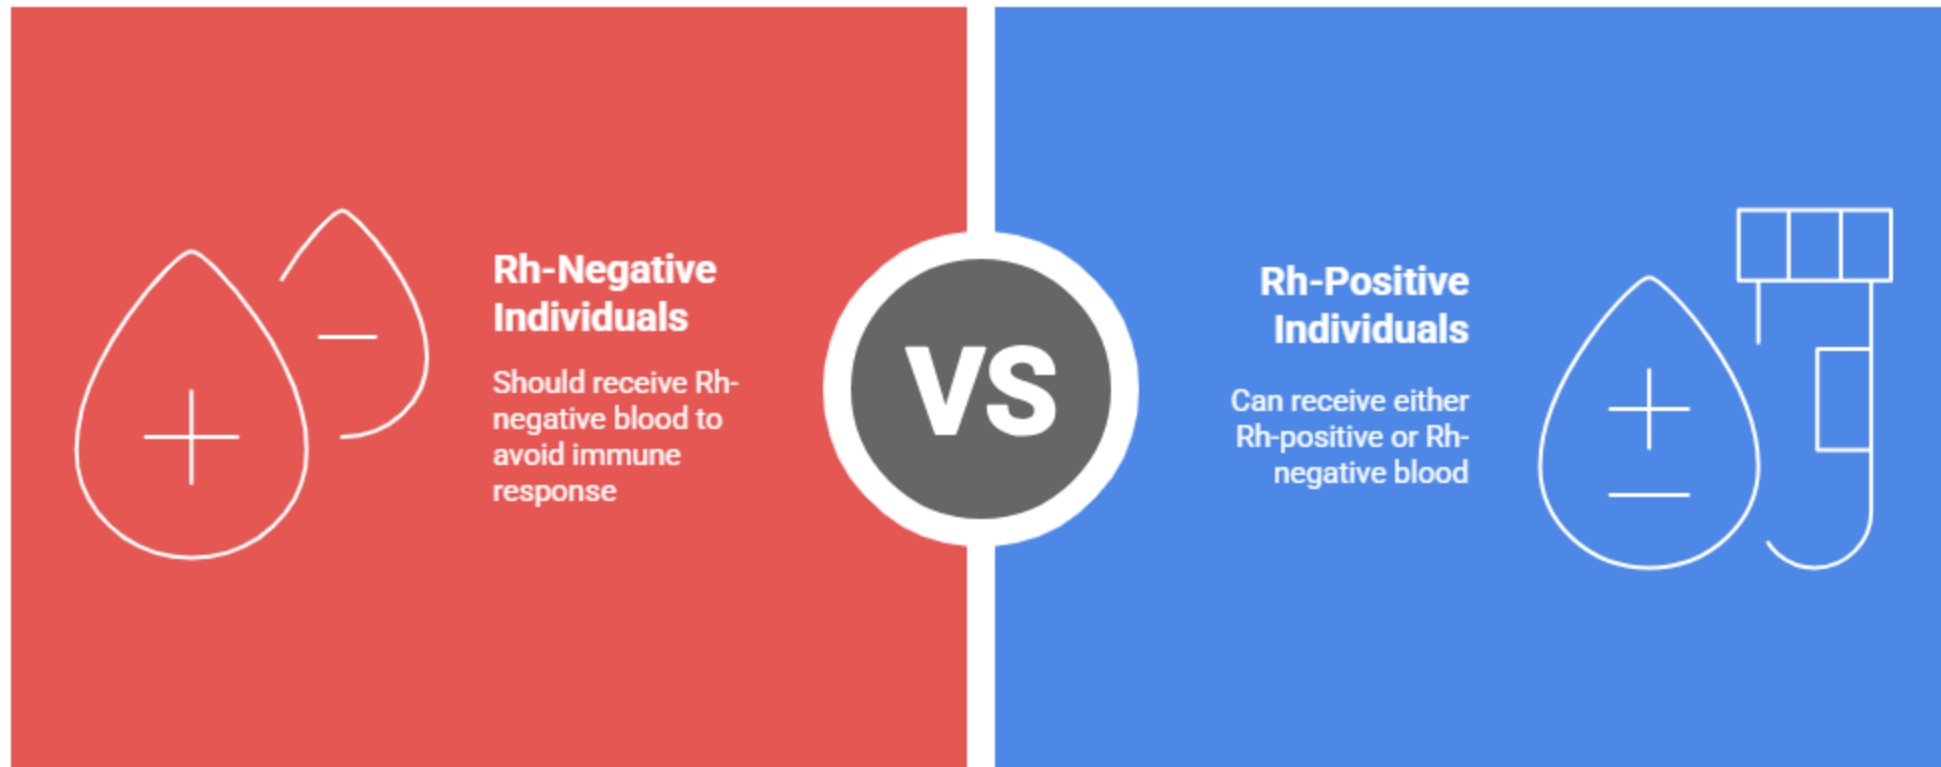 Rh-Negative
Individuals
Should receive Rh-
negative blood to
avoid immune
response
VS
Rh-Positive
Individuals
Can receive either
Rh-positive or Rh-
negative blood